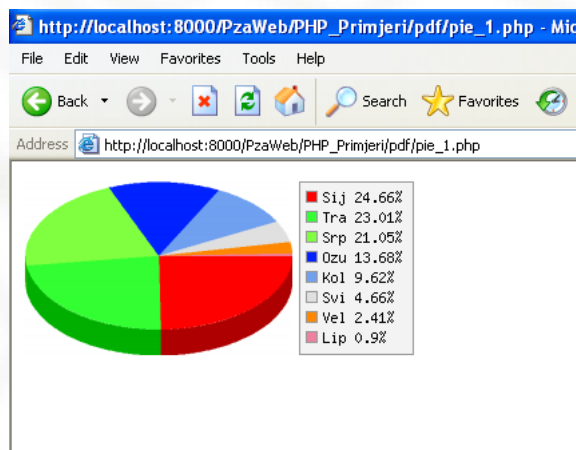 http://localhost:8000/PzaWeb/PHP_Primjeri/pdf/pie_1.php - Mic
File Edit View Favorites Tools Help
Back Search Favorites
Address http://localhost:8000/PzaWeb/PHP_Primjeri/pdf/pie_1.php
Sij 24.66%
Tra 23.01%
Srp 21.05%
Ozu 13.68%
Kol 9.62%
Svi 4.66%
Vel 2.41%
Lip 0.9%